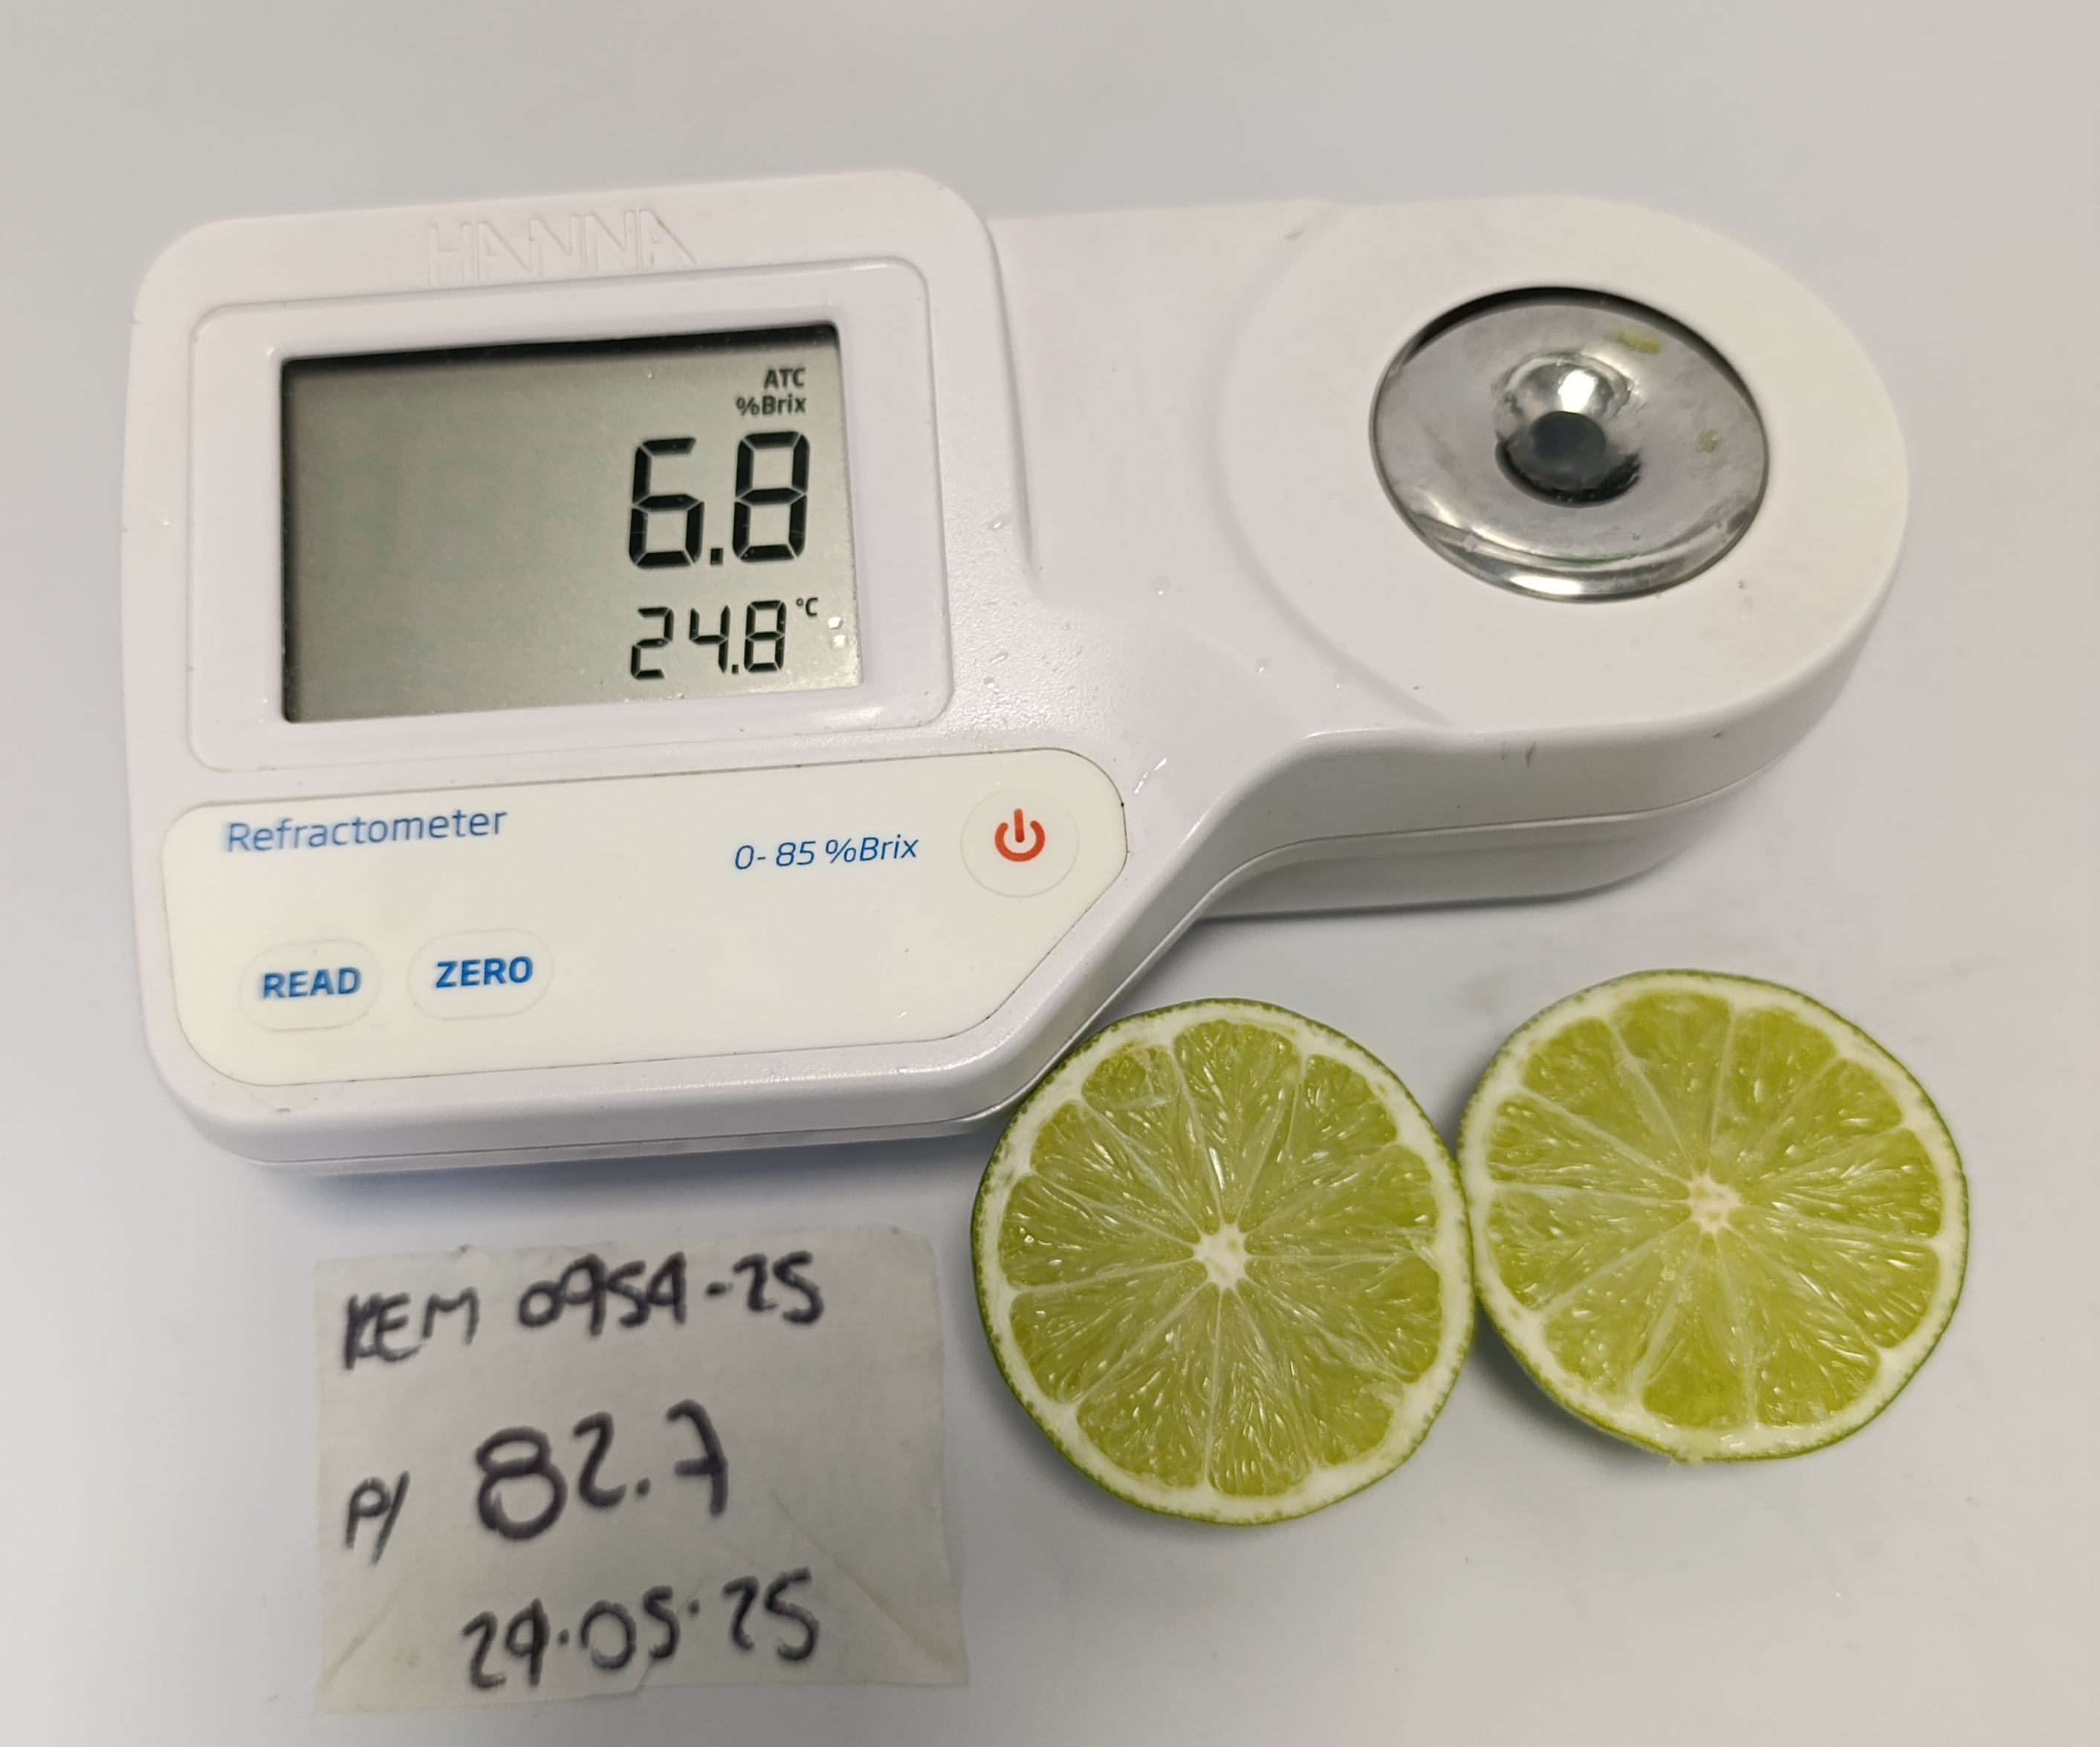 HANNA
ATC
%Brix
6.8
24.8 °C
Refractometer
0-85 %Brix
READ ZERO
KEM 0954-25
P/ 82.7
29.05.25